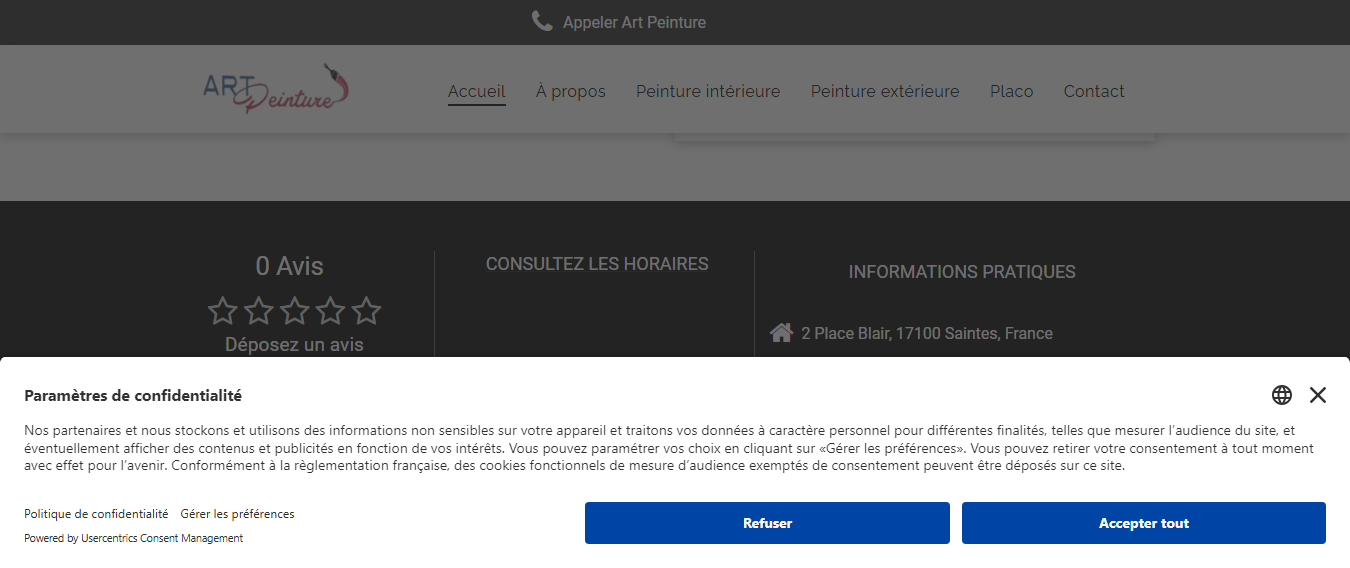 Appeler Art Peinture
ART Peinture
Accueil À propos Peinture intérieure Peinture extérieure Placo Contact
0 Avis
Déposez un avis
CONSULTEZ LES HORAIRES
INFORMATIONS PRATIQUES
2 Place Blair, 17100 Saintes, France
Paramètres de confidentialité
Nos partenaires et nous stockons et utilisons des informations non sensibles sur votre appareil et traitons vos données à caractère personnel pour différentes finalités, telles que mesurer l’audience du site, et
éventuellement afficher des contenus et publicités en fonction de vos intérêts. Vous pouvez paramétrer vos choix en cliquant sur «Gérer les préférences». Vous pouvez retirer votre consentement à tout moment
avec effet pour l’avenir. Conformément à la règlementation française, des cookies fonctionnels de mesure d’audience exemptés de consentement peuvent être déposés sur ce site.
Politique de confidentialité Gérer les préférences
Powered by Usercentrics Consent Management
Refuser
Accepter tout